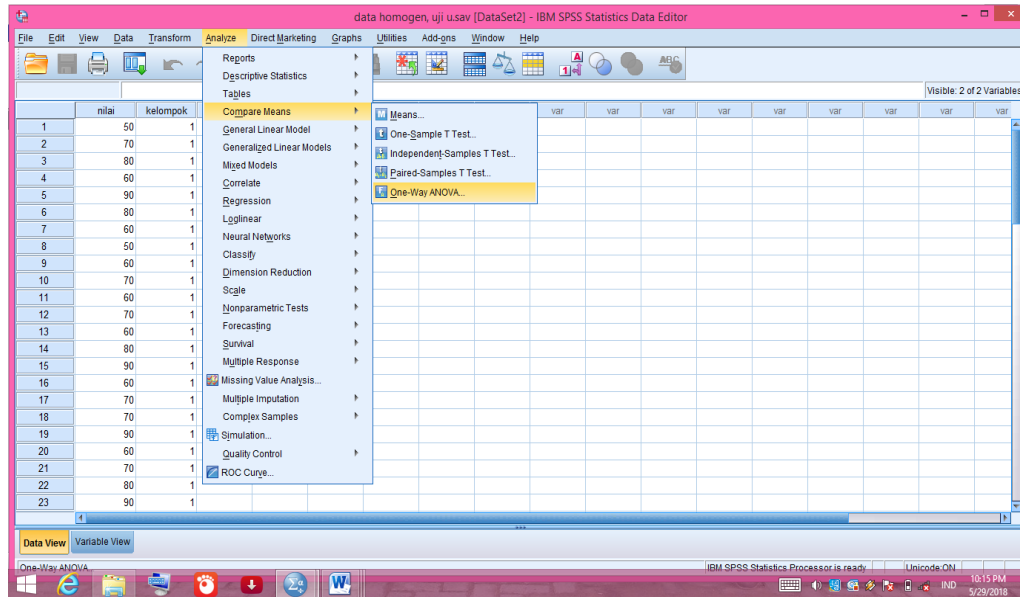 data homogen, uji u.sav [DataSet2] - IBM SPSS Statistics Data Editor
File Edit View Data Transform Analyze Direct Marketing Graphs Utilities Add-ons Window Help
Visible: 2 of 2 Variables
Reports
Descriptive Statistics
Tables
Compare Means
General Linear Model
Generalized Linear Models
Mixed Models
Correlate
Regression
Loglinear
Neural Networks
Classify
Dimension Reduction
Scale
Nonparametric Tests
Forecasting
Survival
Multiple Response
Missing Value Analysis...
Multiple Imputation
Complex Samples
Simulation...
Quality Control
ROC Curve...
Means...
One-Sample T Test...
Independent-Samples T Test...
Paired-Samples T Test...
One-Way ANOVA...
nilai kelompok var var var var var var var
1 50 1
2 70 1
3 80 1
4 60 1
5 90 1
6 80 1
7 60 1
8 50 1
9 60 1
10 70 1
11 60 1
12 70 1
13 60 1
14 80 1
15 90 1
16 60 1
17 70 1
18 70 1
19 90 1
20 60 1
21 70 1
22 80 1
23 90 1
Data View Variable View
One-Way ANOVA... IBM SPSS Statistics Processor is ready Unicode:ON
IND
10:15 PM
5/29/2018